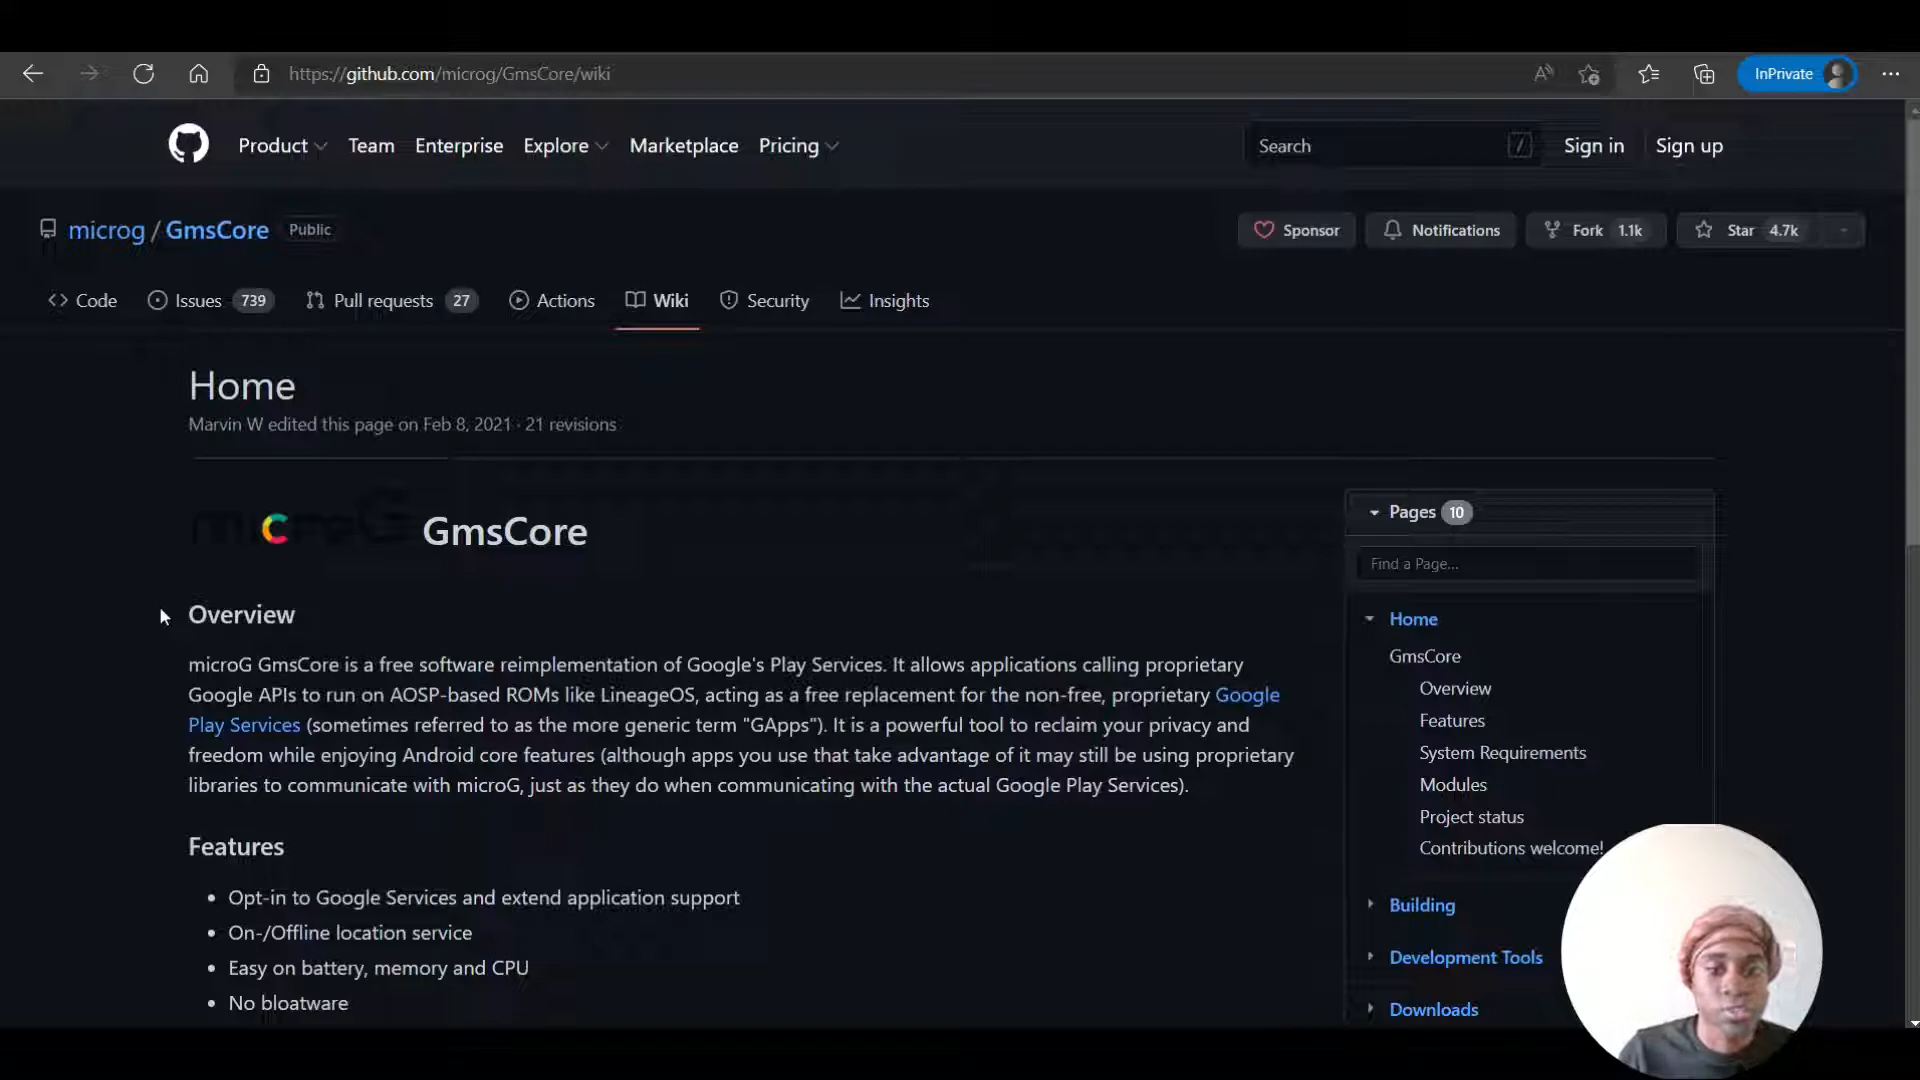 https://github.com/microg/GmsCore/wiki
InPrivate
Product
Team
Enterprise
Explore
Marketplace
Pricing
Search
/
Sign in
Sign up
microg / GmsCore
Public
Sponsor
Notifications
Fork 1.1k
Star 4.7k
Code
Issues 739
Pull requests 27
Actions
Wiki
Security
Insights
Home
Marvin W edited this page on Feb 8, 2021 · 21 revisions
microG GmsCore
Overview
microG GmsCore is a free software reimplementation of Google's Play Services. It allows applications calling proprietary
Google APIs to run on AOSP-based ROMs like LineageOS, acting as a free replacement for the non-free, proprietary Google
Play Services (sometimes referred to as the more generic term "GApps"). It is a powerful tool to reclaim your privacy and
freedom while enjoying Android core features (although apps you use that take advantage of it may still be using proprietary
libraries to communicate with microG, just as they do when communicating with the actual Google Play Services).
Features
• Opt-in to Google Services and extend application support
• On-/Offline location service
• Easy on battery, memory and CPU
• No bloatware
Pages 10
Find a Page...
Home
GmsCore
Overview
Features
System Requirements
Modules
Project status
Contributions welcome!
Building
Development Tools
Downloads